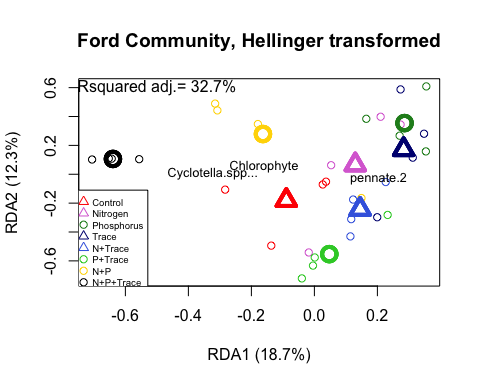 Ford Community, Hellinger transformed
Rsquared adj.= 32.7%
RDA2 (12.3%)
0.6
0.2
-0.2
-0.6
Chlorophyte
Cyclotella.spp...
pennate.2
Control
Nitrogen
Phosphorus
Trace
N+Trace
P+Trace
N+P
N+P+Trace
-0.6
-0.4
-0.2
0.0
0.2
RDA1 (18.7%)